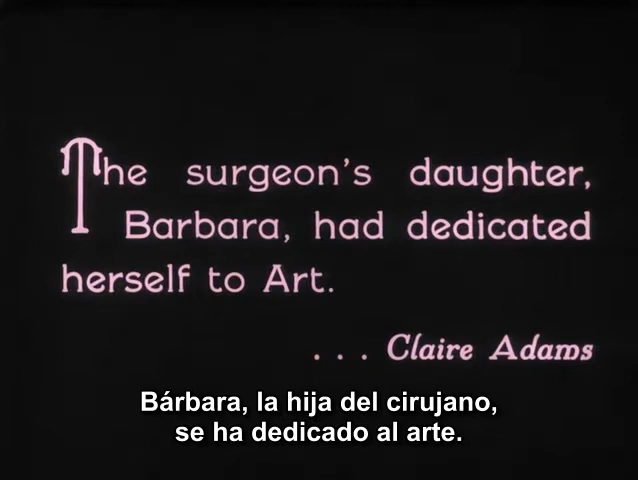 The surgeon's daughter,
Barbara, had dedicated
herself to Art.
. . . Claire Adams
Bárbara, la hija del cirujano,
se ha dedicado al arte.